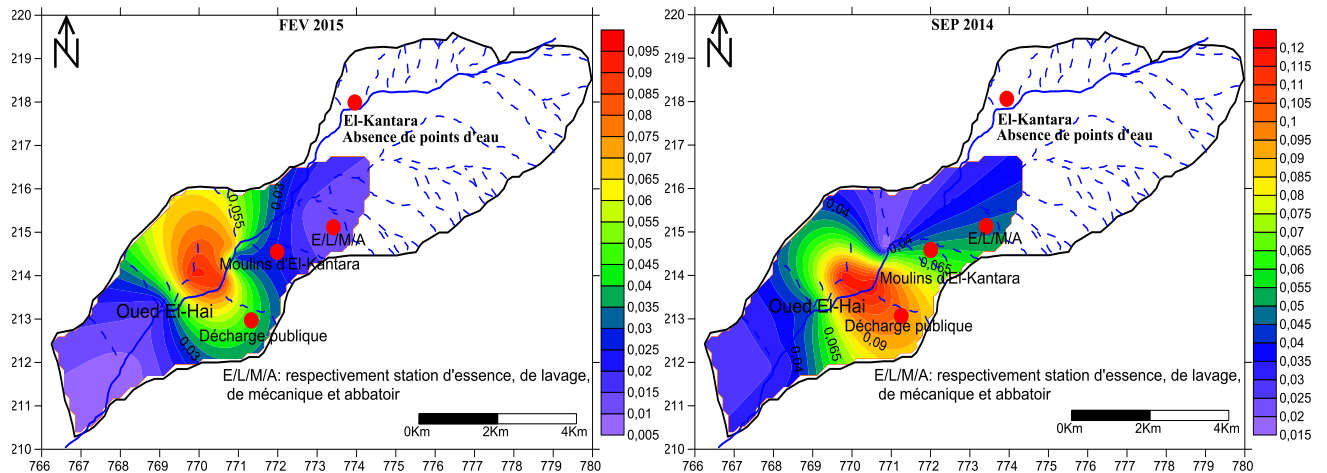 FEV 2015
N
220
219
218
217
216
215
214
213
212
211
210
766 767 768 769 770 771 772 773 774 775 776 777 778 779 780
El-Kantara
Absence de points d'eau
0,055
0,03
E/L/M/A
Moulins d'El-Kantara
Oued El-Hai
Décharge publique
0,03
E/L/M/A: respectivement station d'essence, de lavage,
de mécanique et abbatoir
0Km 2Km 4Km
0,095
0,09
0,085
0,08
0,075
0,07
0,065
0,06
0,055
0,05
0,045
0,04
0,035
0,03
0,025
0,02
0,015
0,01
0,005
SEP 2014
N
220
219
218
217
216
215
214
213
212
211
210
766 767 768 769 770 771 772 773 774 775 776 777 778 779 780
El-Kantara
Absence de points d'eau
0,04
0,04
E/L/M/A
0,065
Moulins d'El-Kantara
Oued El-Hai
Décharge publique
0,09
0,065
0,04
E/L/M/A: respectivement station d'essence, de lavage,
de mécanique et abbatoir
0Km 2Km 4Km
0,12
0,11
0,105
0,1
0,095
0,09
0,085
0,08
0,075
0,07
0,065
0,06
0,055
0,05
0,045
0,04
0,035
0,03
0,025
0,02
0,015